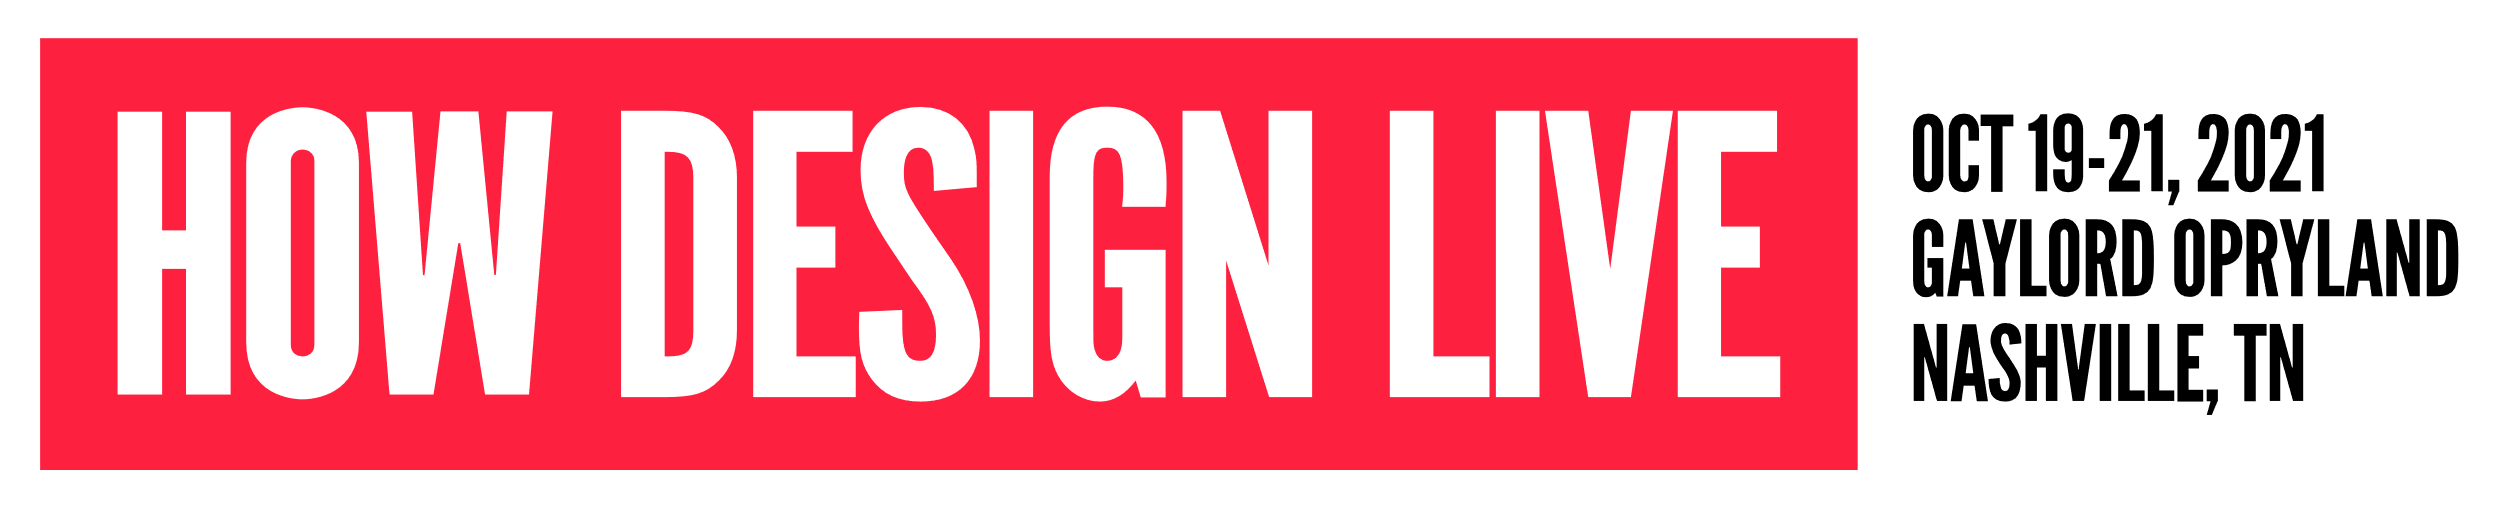 HOW DESIGN LIVE
OCT 19-21, 2021
GAYLORD OPRYLAND
NASHVILLE, TN